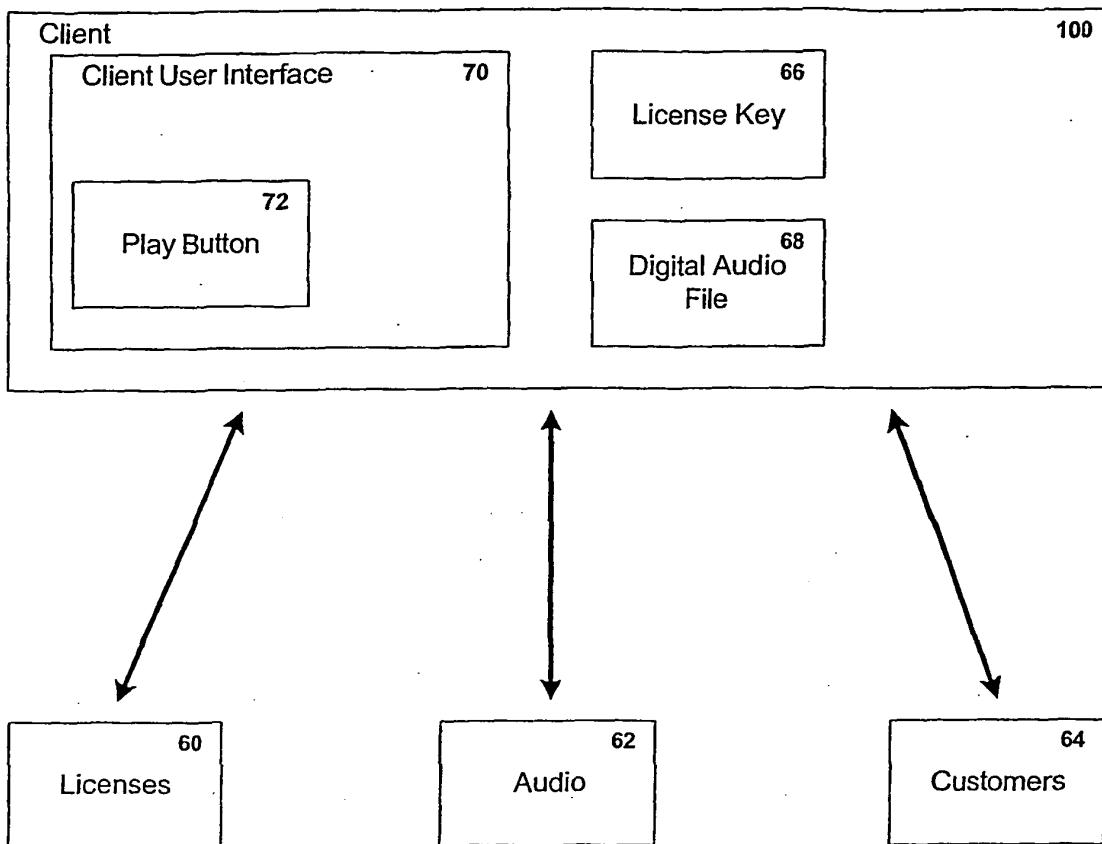 Client 100
Client User Interface 70
66
License Key
72
Play Button
68
Digital Audio
File
60
Licenses
62
Audio
64
Customers